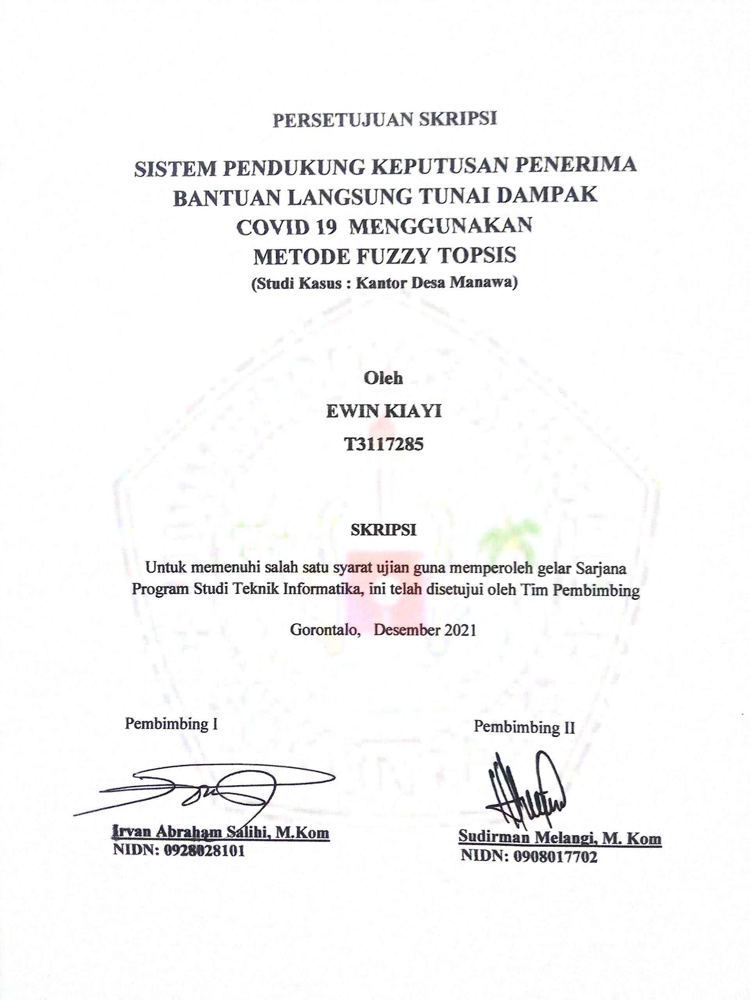 PERSETUJUAN SKRIPSI
SISTEM PENDUKUNG KEPUTUSAN PENERIMA
BANTUAN LANGSUNG TUNAI DAMPAK
COVID 19 MENGGUNAKAN
METODE FUZZY TOPSIS
(Studi Kasus : Kantor Desa Manawa)
Oleh
EWIN KIAYI
T3117285
SKRIPSI
Untuk memenuhi salah satu syarat ujian guna memperoleh gelar Sarjana
Program Studi Teknik Informatika, ini telah disetujui oleh Tim Pembimbing
Gorontalo, Desember 2021
Pembimbing I
Pembimbing II
Irvan Abraham Salihi, M.Kom
NIDN: 0928028101
Sudirman Melangi, M. Kom
NIDN: 0908017702